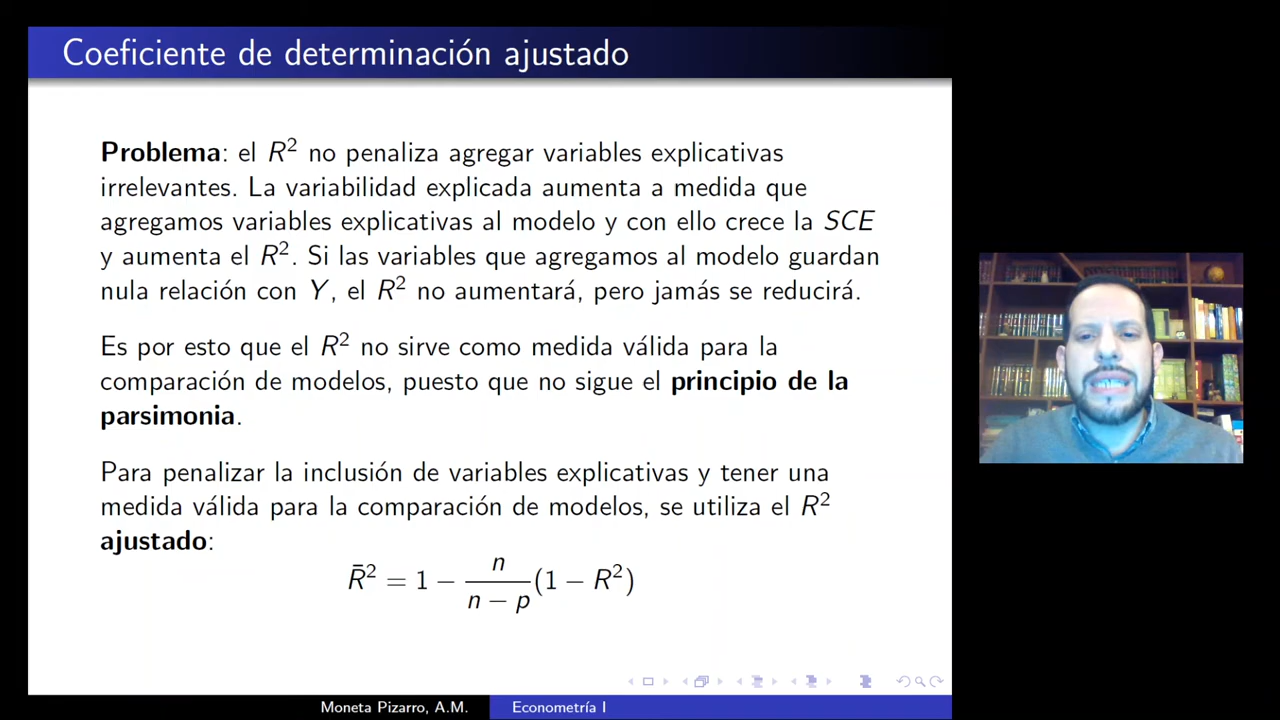 Coeficiente de determinación ajustado
Problema: el R² no penaliza agregar variables explicativas
irrelevantes. La variabilidad explicada aumenta a medida que
agregamos variables explicativas al modelo y con ello crece la SCE
y aumenta el R². Si las variables que agregamos al modelo guardan
nula relación con Y, el R² no aumentará, pero jamás se reducirá.
Es por esto que el R² no sirve como medida válida para la
comparación de modelos, puesto que no sigue el principio de la
parsimonia.
Para penalizar la inclusión de variables explicativas y tener una
medida válida para la comparación de modelos, se utiliza el R²
ajustado:
R̄² = 1 − n / (n − p) (1 − R²)
Moneta Pizarro, A.M. Econometría I